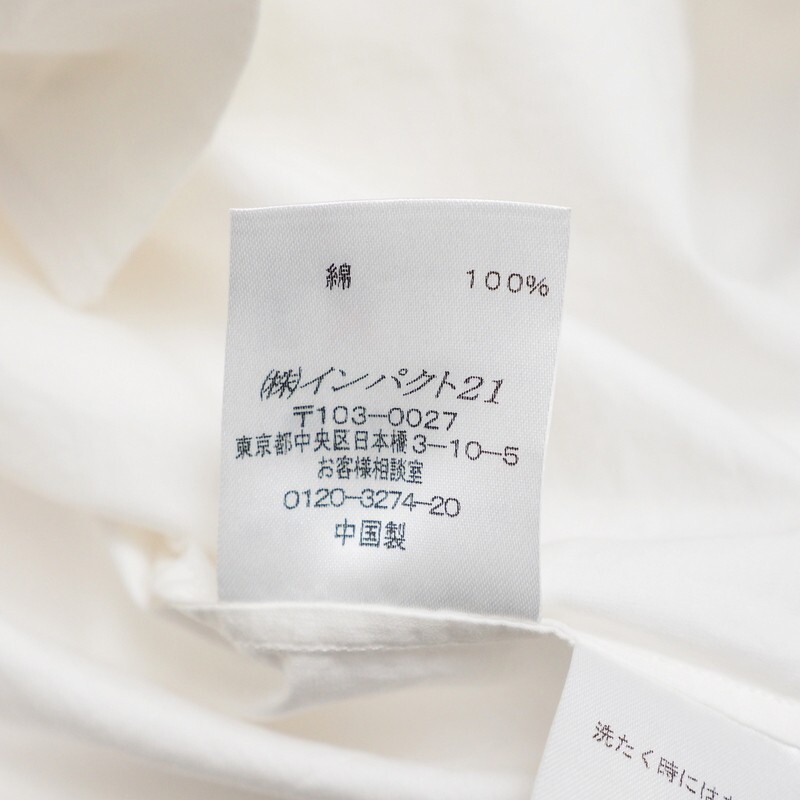 綿 100%
(株)インパクト21
〒103-0027
東京都中央区日本橋3-10-5
お客様相談室
0120-3274-20
中国製
洗たく時には